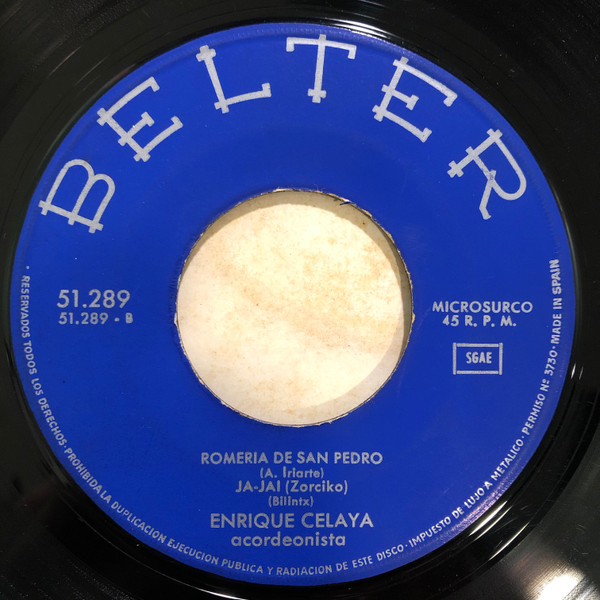 BELTER
51.289
51.289 - B
MICROSURCO
45 R. P. M.
SGAE
ROMERIA DE SAN PEDRO
(A. Iriarte)
JA-JAI (Zorciko)
(Bilintx)
ENRIQUE CELAYA
acordeonista
· RESERVADOS TODOS LOS DERECHOS · PROHIBIDA LA DUPLICACION EJECUCION PUBLICA Y RADIACION DE ESTE DISCO · IMPUESTO DE LUJO A METALICO · PERMISO Nº 3730 · MADE IN SPAIN